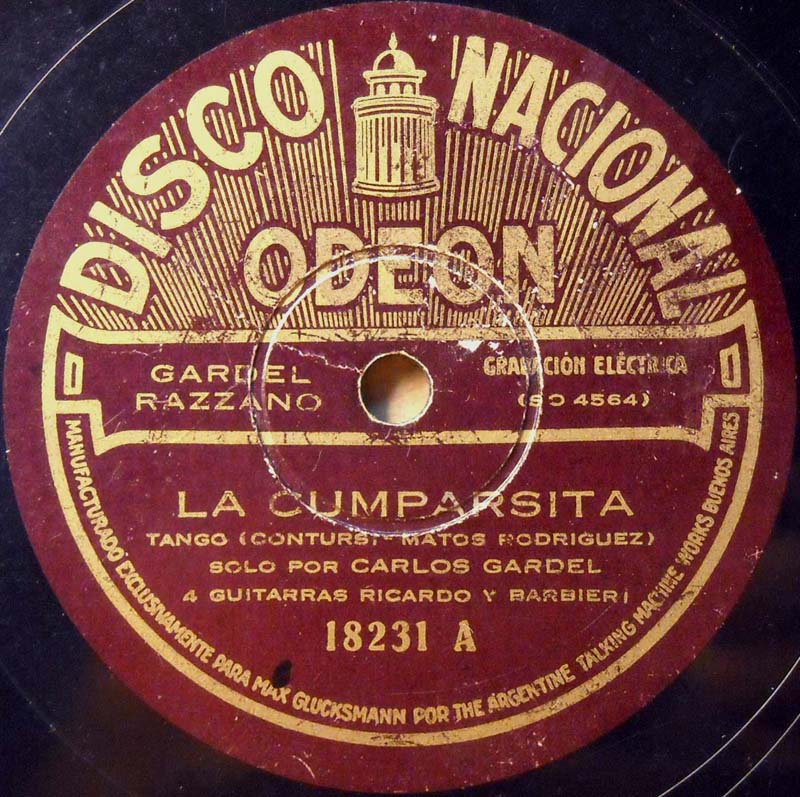 DISCO NACIONAL
ODEON
GARDEL
RAZZANO
GRABACIÓN ELÉCTRICA
(SO 4564)
LA CUMPARSITA
TANGO (CONTURSI MATOS RODRIGUEZ)
SOLO POR CARLOS GARDEL
4 GUITARRAS RICARDO Y BARBIERI
18231 A
MANUFACTURADO EXCLUSIVAMENTE PARA MAX GLUCKSMANN POR THE ARGENTINE TALKING MACHINE WORKS BUENOS AIRES